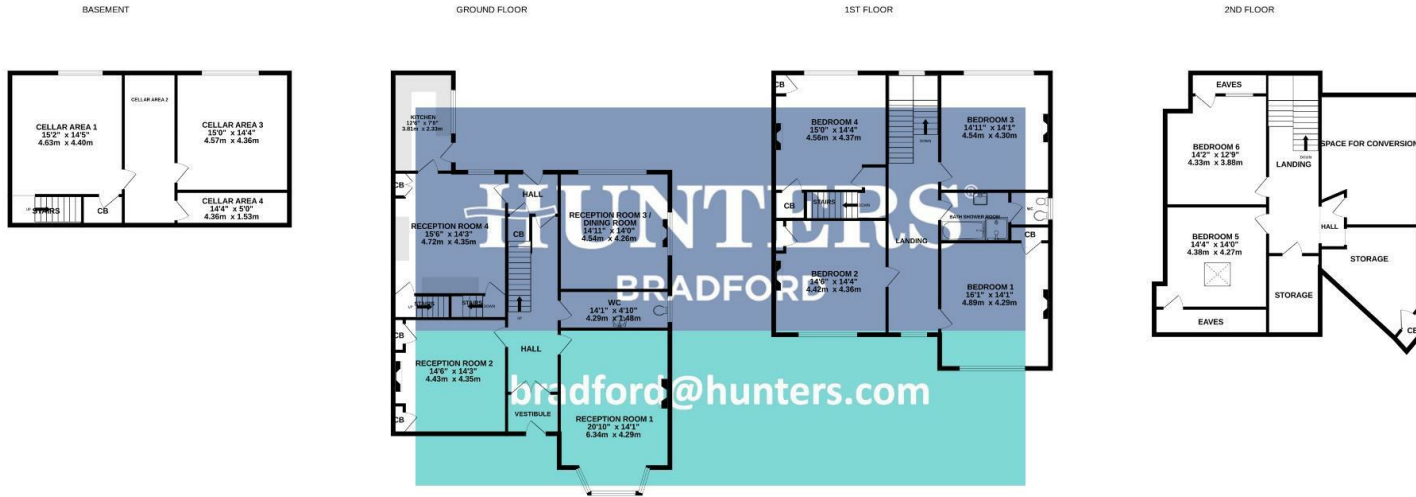 BASEMENT
GROUND FLOOR
1ST FLOOR
2ND FLOOR
CELLAR AREA 1
15'2" x 14'5"
4.63m x 4.40m
CELLAR AREA 2
CELLAR AREA 3
15'0" x 14'4"
4.57m x 4.36m
CELLAR AREA 4
14'4" x 5'0"
4.36m x 1.53m
UP
STAIRS
CB
KITCHEN
12'6" x 7'8"
3.81m x 2.33m
CB
HALL
RECEPTION ROOM 3 /
DINING ROOM
14'11" x 14'0"
4.54m x 4.26m
RECEPTION ROOM 4
15'6" x 14'3"
4.72m x 4.35m
CB
UP
STAIRS
STAIRS
DOWN
UP
WC
14'1" x 4'10"
4.29m x 1.48m
CB
HALL
RECEPTION ROOM 2
14'6" x 14'3"
4.43m x 4.35m
CB
VESTIBULE
RECEPTION ROOM 1
20'10" x 14'1"
6.34m x 4.29m
HUNTERS®
BRADFORD
bradford@hunters.com
CB
BEDROOM 4
15'0" x 14'4"
4.56m x 4.37m
DOWN
BEDROOM 3
14'11" x 14'1"
4.54m x 4.30m
CB
STAIRS
DOWN
BATH SHOWER ROOM
WC
CB
LANDING
BEDROOM 2
14'6" x 14'4"
4.42m x 4.36m
BEDROOM 1
16'1" x 14'1"
4.89m x 4.29m
EAVES
BEDROOM 6
14'2" x 12'9"
4.33m x 3.88m
DOWN
LANDING
SPACE FOR CONVERSION
BEDROOM 5
14'4" x 14'0"
4.38m x 4.27m
HALL
STORAGE
STORAGE
EAVES
CB